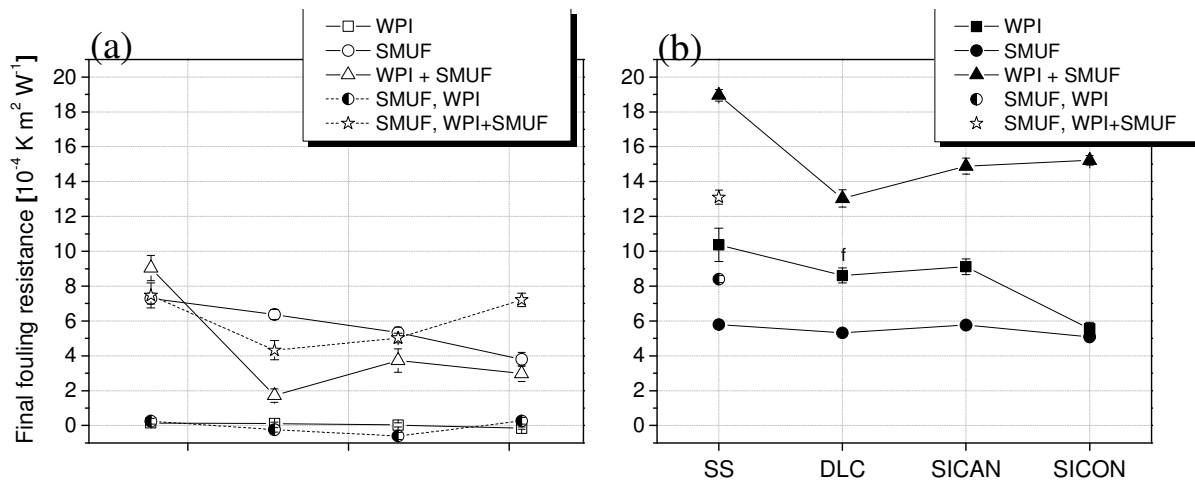 (a)
WPI
SMUF
WPI + SMUF
SMUF, WPI
SMUF, WPI+SMUF
Final fouling resistance [10⁻⁴ K m² W⁻¹]
20
18
16
14
12
10
8
6
4
2
0
(b)
WPI
SMUF
WPI + SMUF
SMUF, WPI
SMUF, WPI+SMUF
20
18
16
14
12
10
8
6
4
2
0
f
SS DLC SICAN SICON